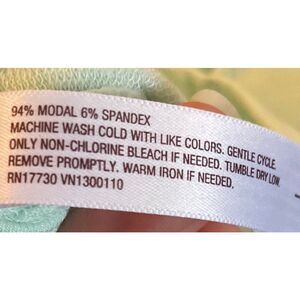 94% MODAL 6% SPANDEX
MACHINE WASH COLD WITH LIKE COLORS. GENTLE CYCLE
ONLY NON-CHLORINE BLEACH IF NEEDED. TUMBLE DRY LOW.
REMOVE PROMPTLY. WARM IRON IF NEEDED.
RN17730 VN1300110